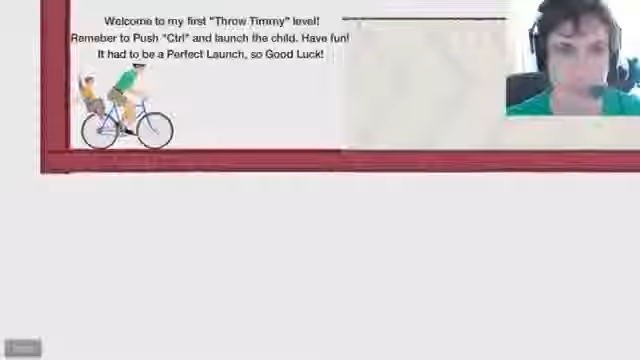 Welcome to my first "Throw Timmy" level!
Remeber to Push "Ctrl" and launch the child. Have fun!
It had to be a Perfect Launch, so Good Luck!